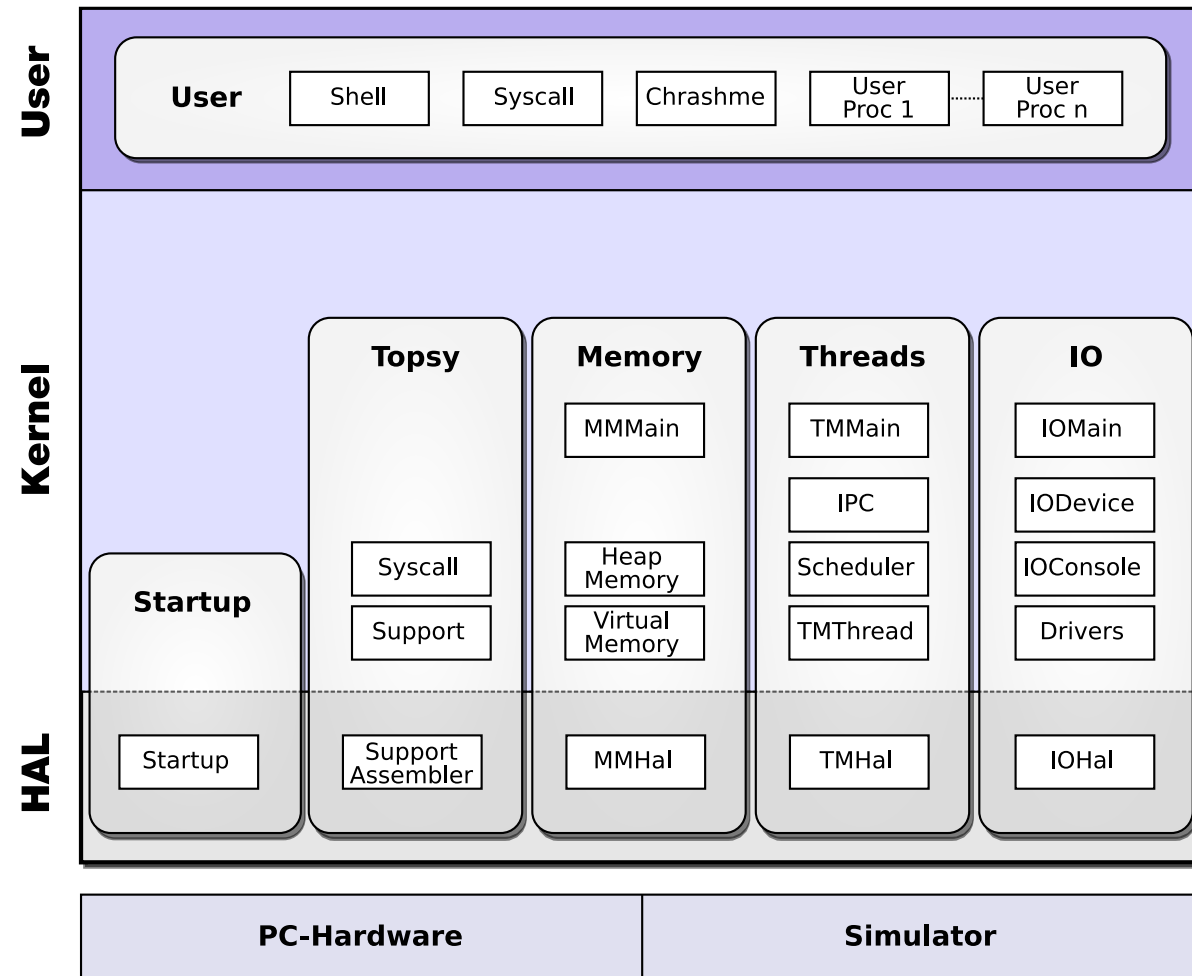 User
User
Shell
Syscall
Chrashme
User
Proc 1
User
Proc n
Kernel
Topsy
Syscall
Support
Memory
MMMain
Heap
Memory
Virtual
Memory
Threads
TMMain
IPC
Scheduler
TMThread
IO
IOMain
IODevice
IOConsole
Drivers
Startup
HAL
Startup
Support
Assembler
MMHal
TMHal
IOHal
PC-Hardware
Simulator